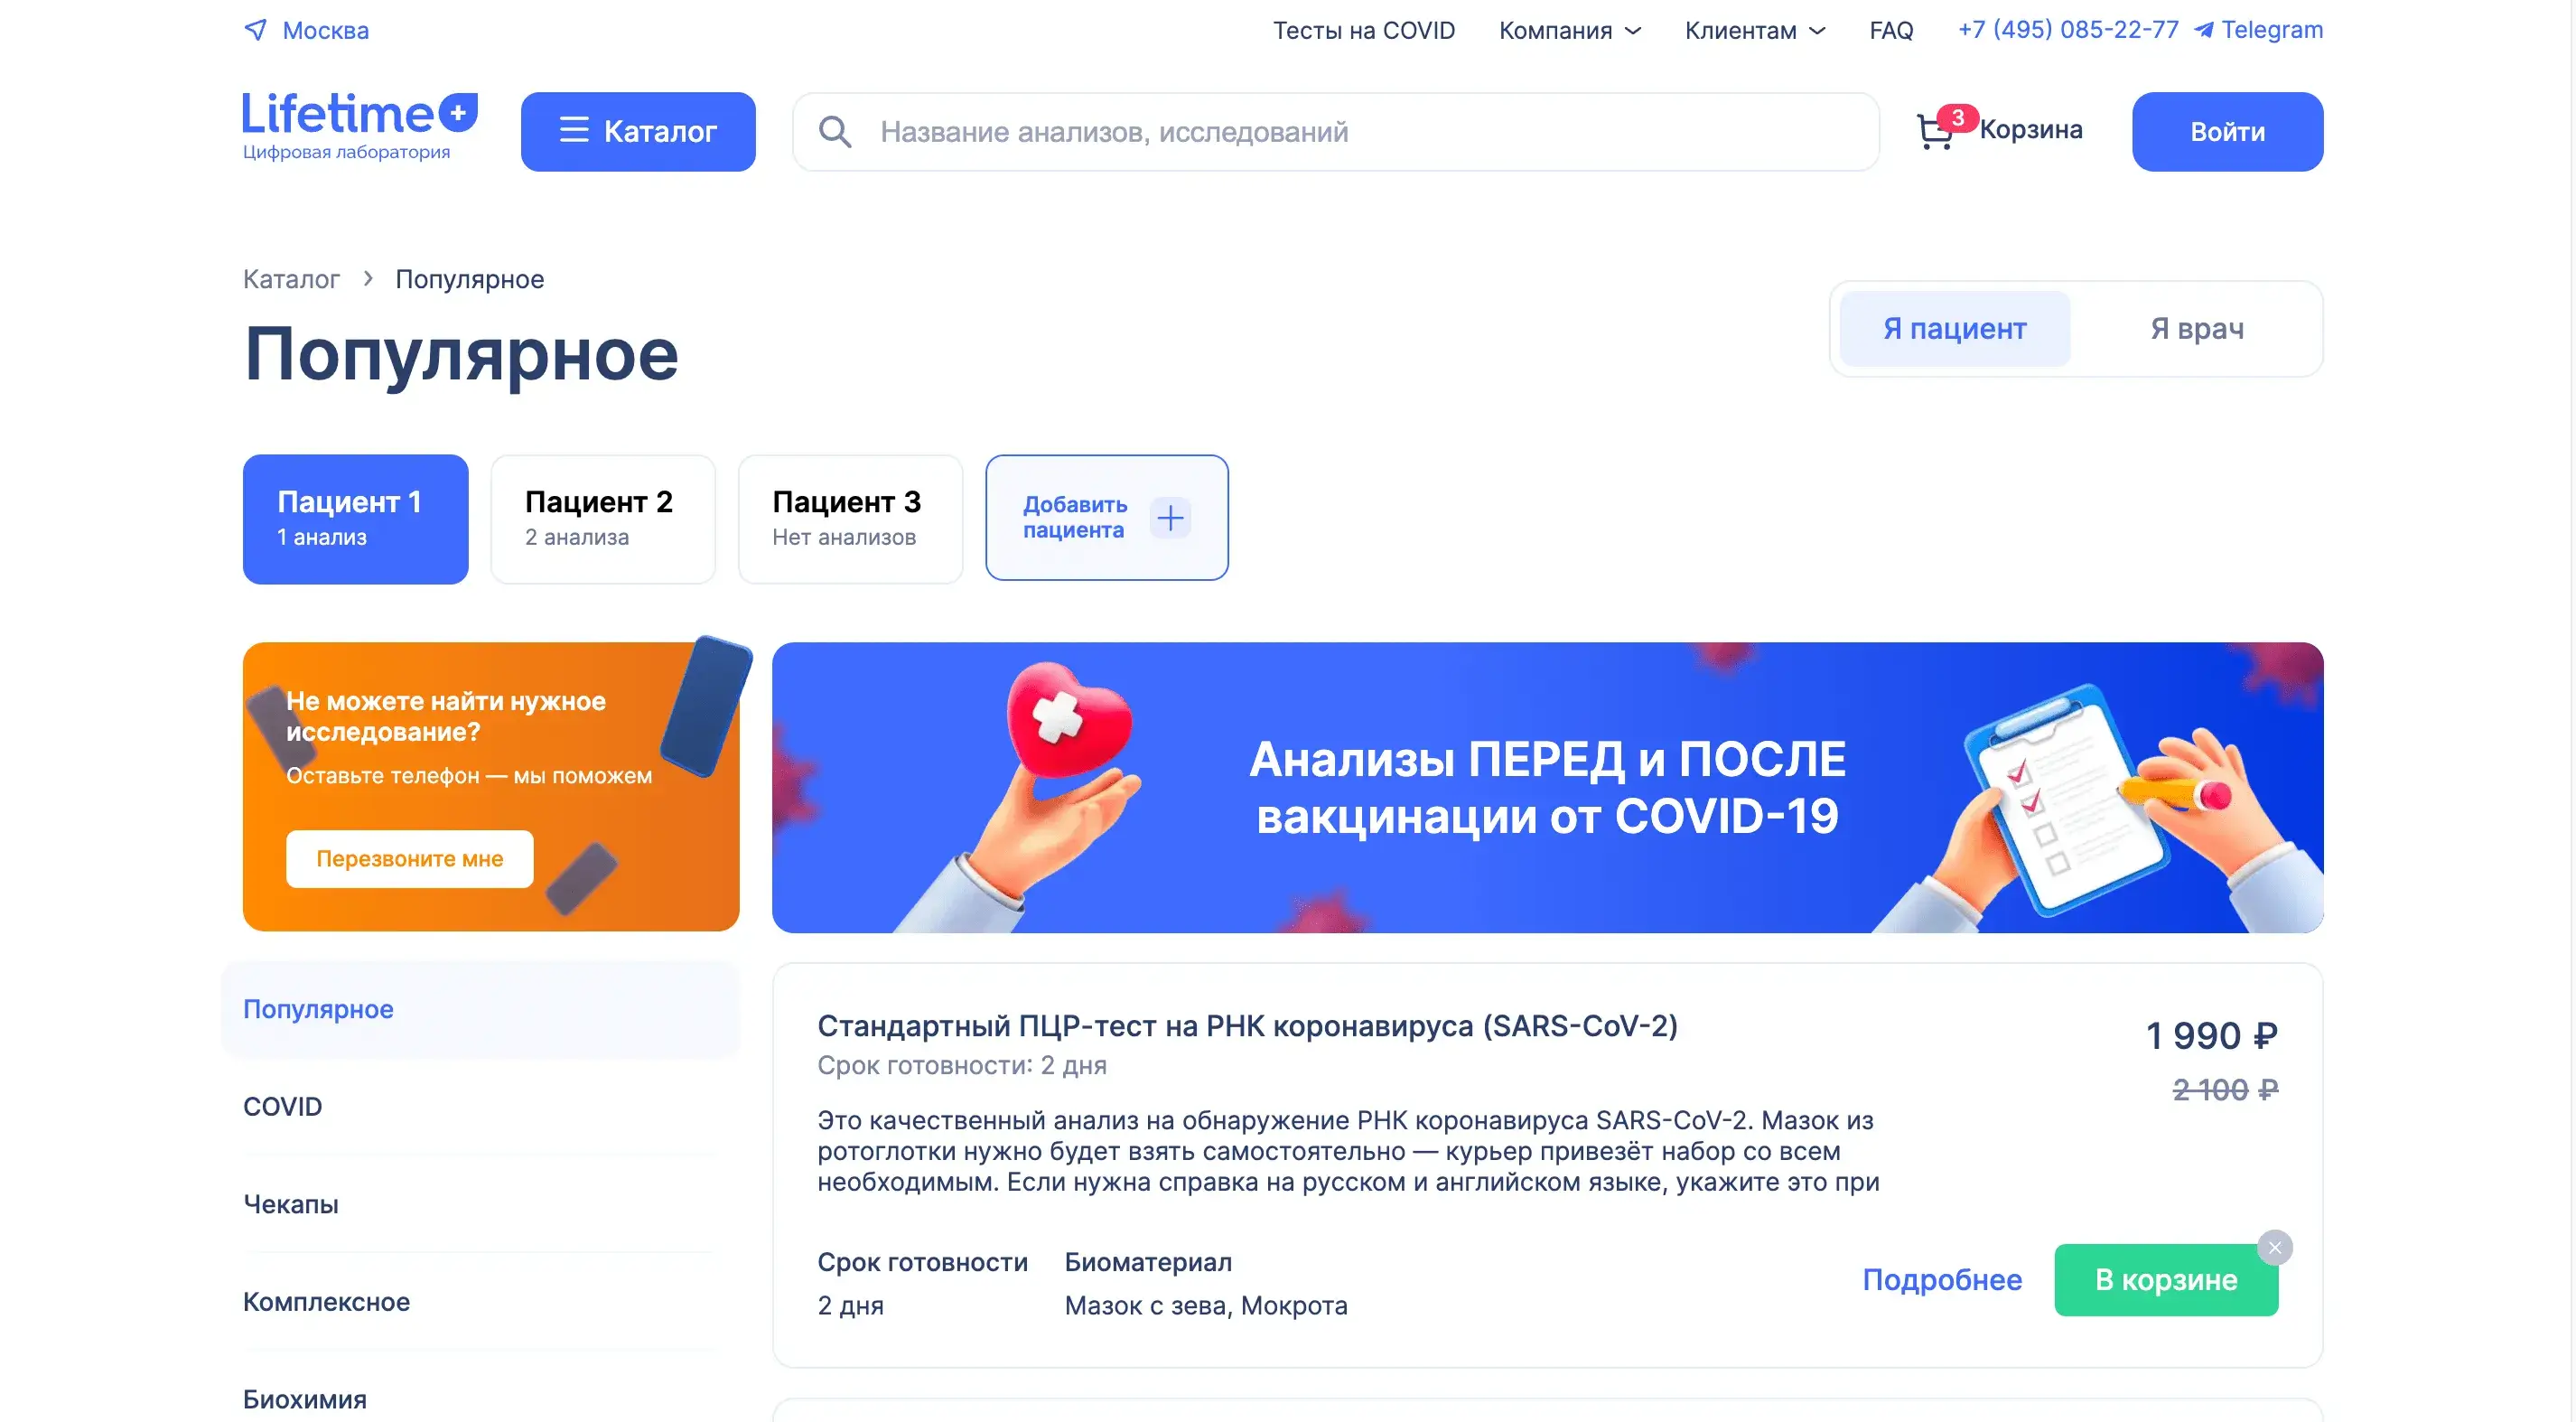 Москва
Тесты на COVID
Компания
Клиентам
FAQ
+7 (495) 085-22-77
Telegram
Lifetime+
Цифровая лаборатория
Каталог
Название анализов, исследований
3
Корзина
Войти
Каталог
Популярное
Популярное
Я пациент
Я врач
Пациент 1
1 анализ
Пациент 2
2 анализа
Пациент 3
Нет анализов
Добавить
пациента
Не можете найти нужное
исследование?
Оставьте телефон — мы поможем
Перезвоните мне
Анализы ПЕРЕД и ПОСЛЕ
вакцинации от COVID-19
Популярное
COVID
Чекапы
Комплексное
Биохимия
Стандартный ПЦР-тест на РНК коронавируса (SARS-CoV-2)
Срок готовности: 2 дня
1 990 ₽
2 100 ₽
Это качественный анализ на обнаружение РНК коронавируса SARS-CoV-2. Мазок из
ротоглотки нужно будет взять самостоятельно — курьер привезёт набор со всем
необходимым. Если нужна справка на русском и английском языке, укажите это при
Срок готовности
2 дня
Биоматериал
Мазок с зева, Мокрота
Подробнее
В корзине